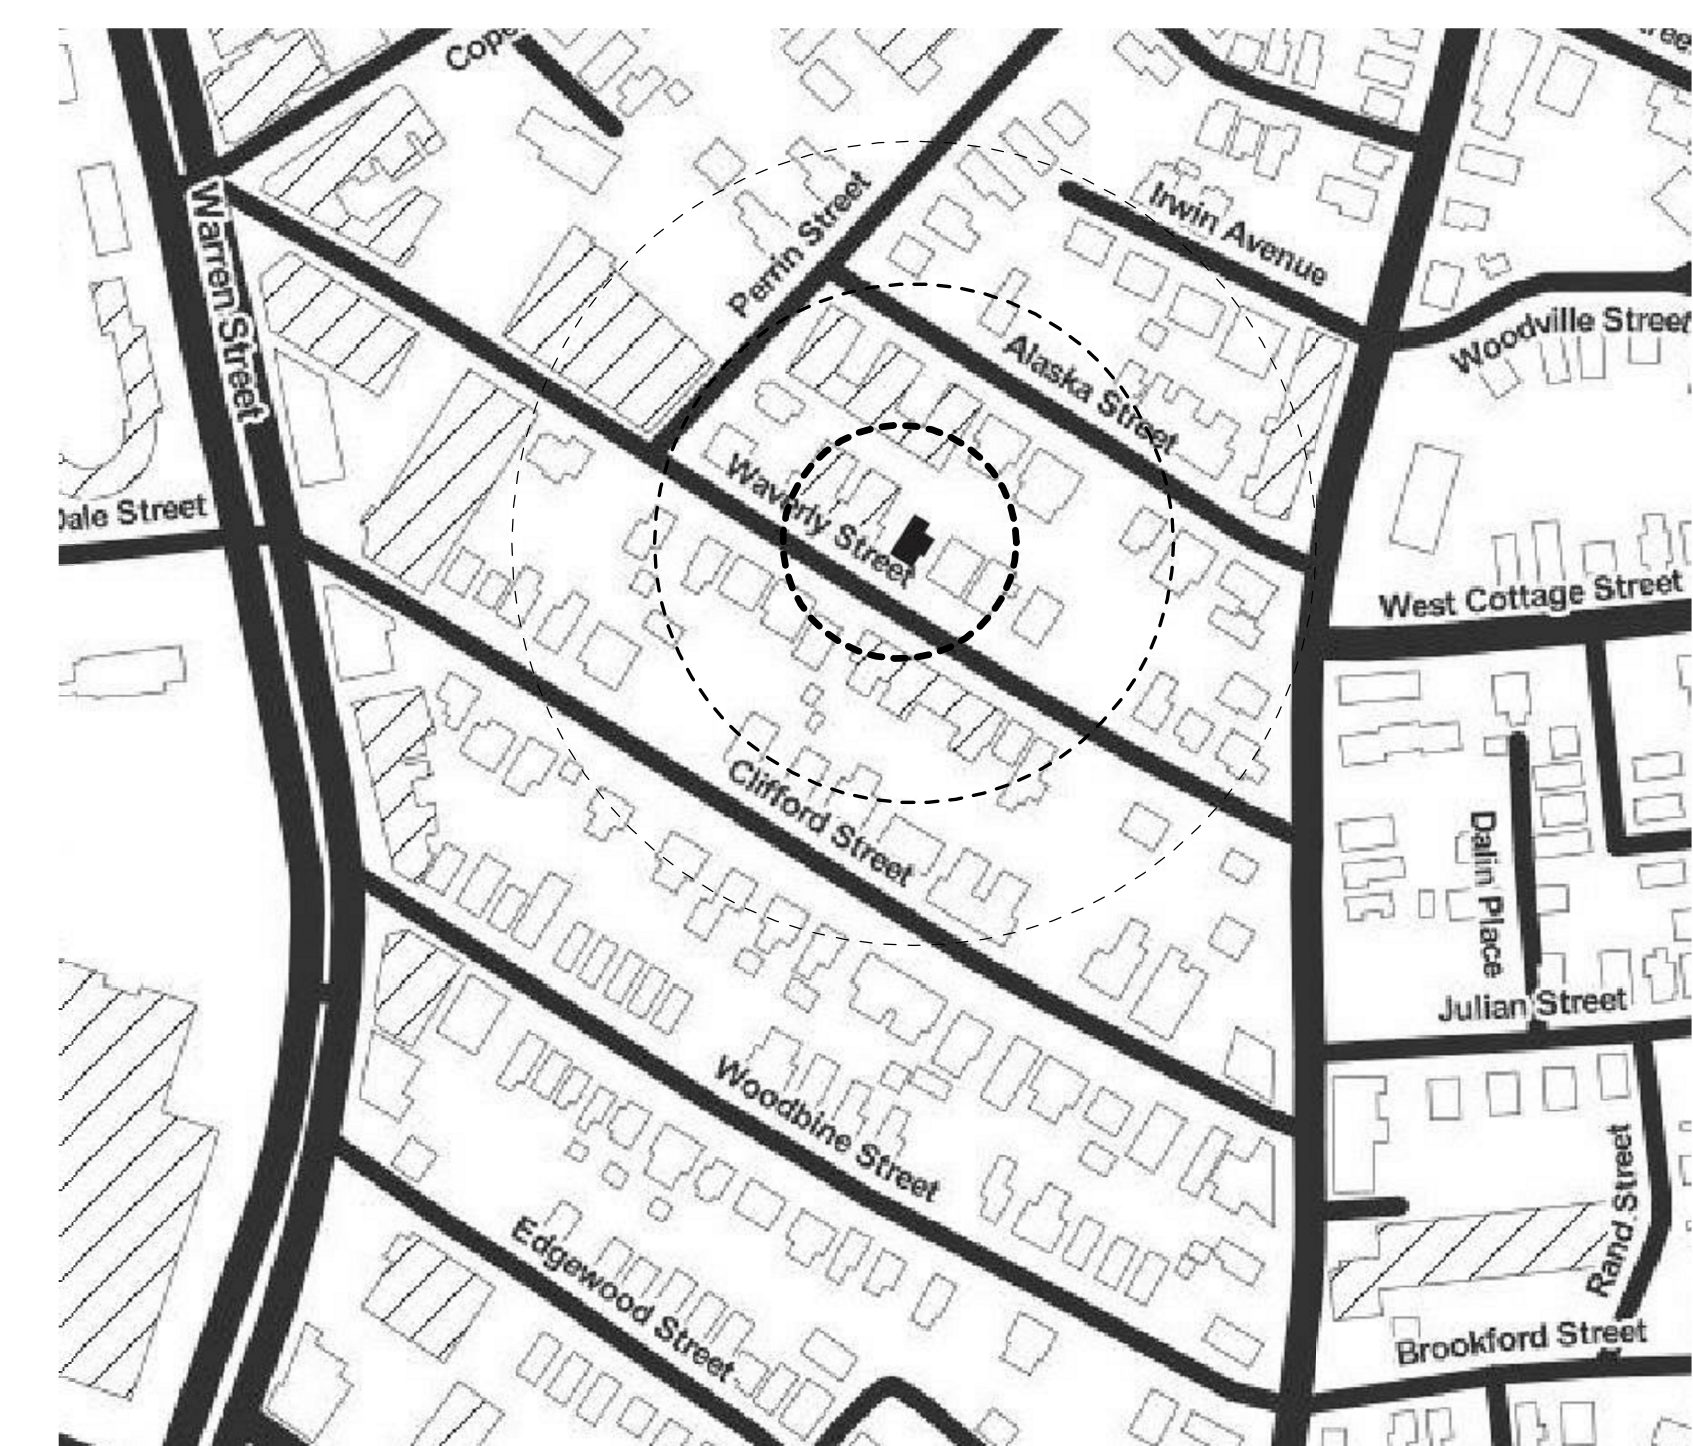 Perrin Street
Irwin Avenue
Warren Street
Woodville Street
Alaska Street
Waverly Street
Dale Street
West Cottage Street
Clifford Street
Dalin Place
Julian Street
Woodbine Street
Rand Street
Edgewood Street
Brookford Street